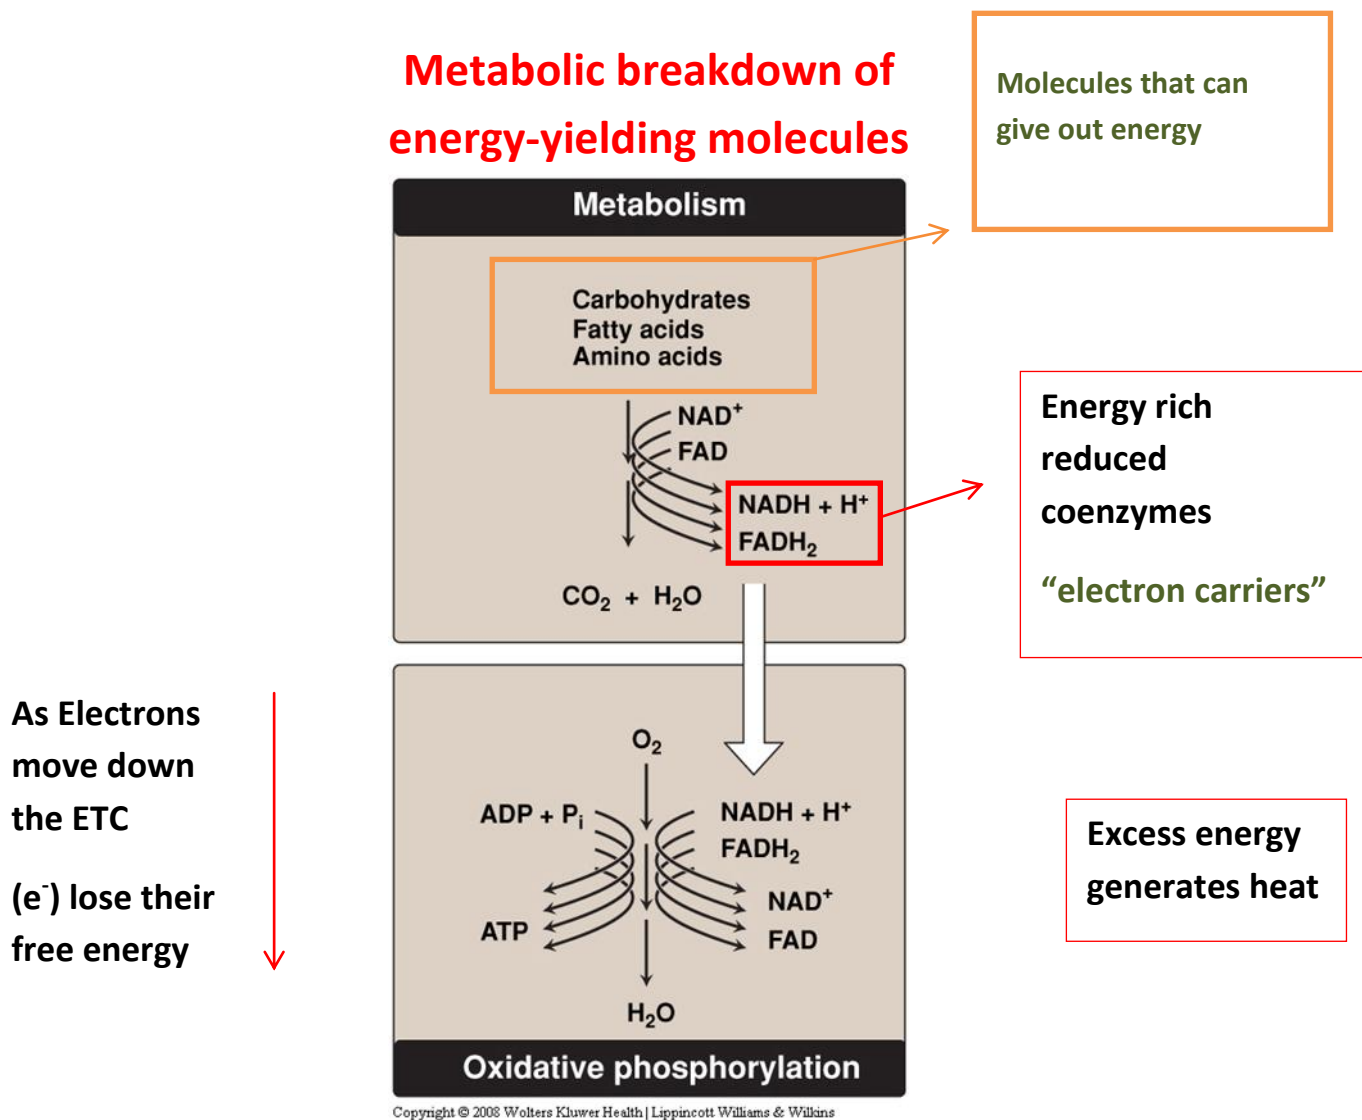 Metabolic breakdown of
energy-yielding molecules
Molecules that can
give out energy
Metabolism
Carbohydrates
Fatty acids
Amino acids
NAD⁺
FAD
NADH + H⁺
FADH₂
CO₂ + H₂O
Energy rich
reduced
coenzymes
“electron carriers”
As Electrons
move down
the ETC
(e⁻) lose their
free energy
O₂
ADP + Pᵢ
NADH + H⁺
FADH₂
NAD⁺
ATP
FAD
H₂O
Excess energy
generates heat
Oxidative phosphorylation
Copyright © 2008 Wolters Kluwer Health | Lippincott Williams & Wilkins